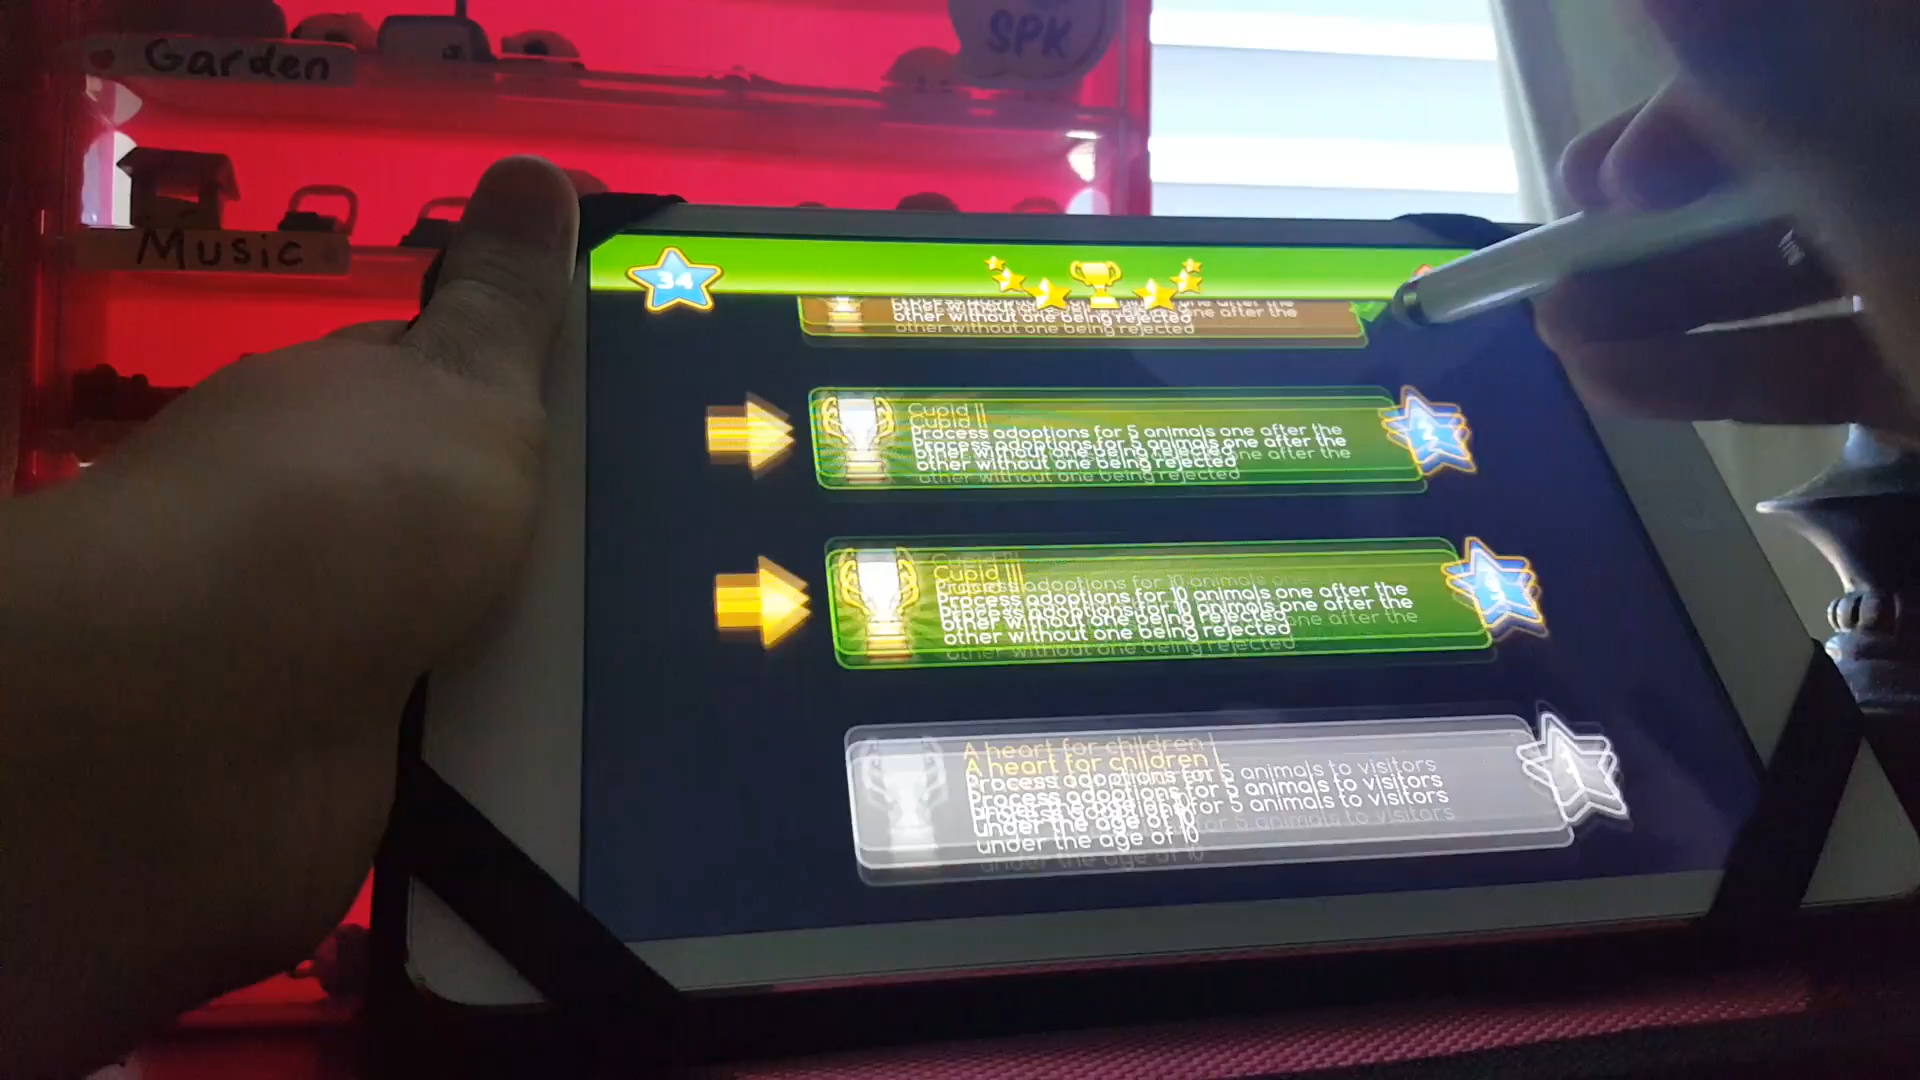 Garden
SPK
Music
34
other without one being rejected
Cupid II
Process adoptions for 5 animals one after the
other without one being rejected
2
Cupid III
Process adoptions for 10 animals one after the
other without one being rejected
A heart for children I
Process adoptions for 5 animals to visitors
under the age of 10
1